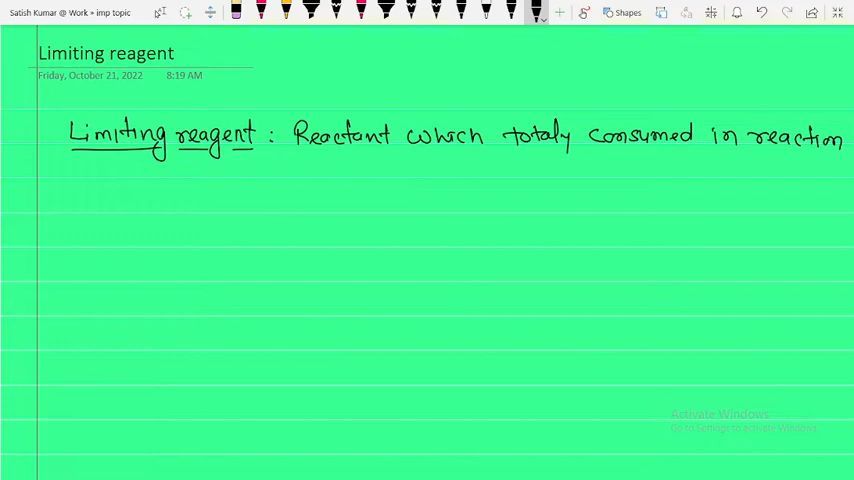 Satish Kumar @ Work » imp topic
Shapes
Limiting reagent
Friday, October 21, 2022 8:19 AM
Limiting reagent : Reactant which totaly consumed in reaction
Activate Windows
Go to Settings to activate Windows.